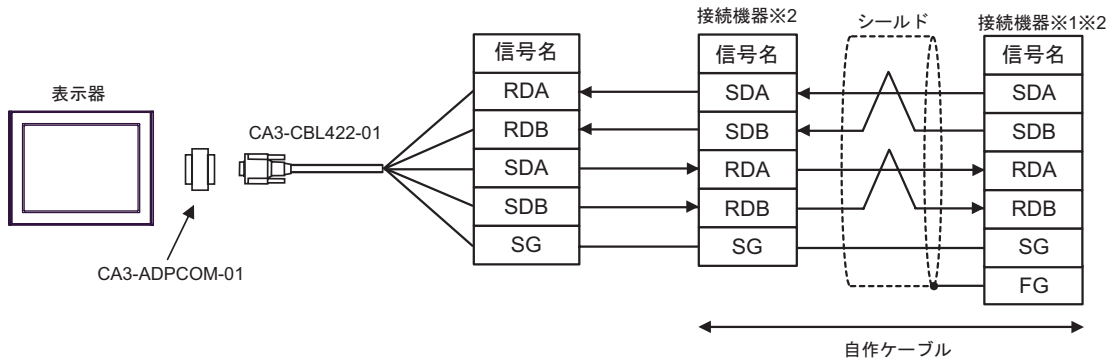 表示器
CA3-ADPCOM-01
CA3-CBL422-01
信号名
RDA
RDB
SDA
SDB
SG
接続機器※2
信号名
SDA
SDB
RDA
RDB
SG
シールド
接続機器※1※2
信号名
SDA
SDB
RDA
RDB
SG
FG
自作ケーブル